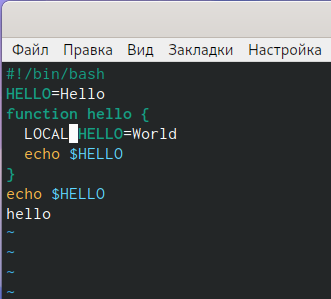 Файл Правка Вид Закладки Настройка
#!/bin/bash
HELLO=Hello
function hello {
  LOCAL HELLO=World
  echo $HELLO
}
echo $HELLO
hello
~
~
~
~